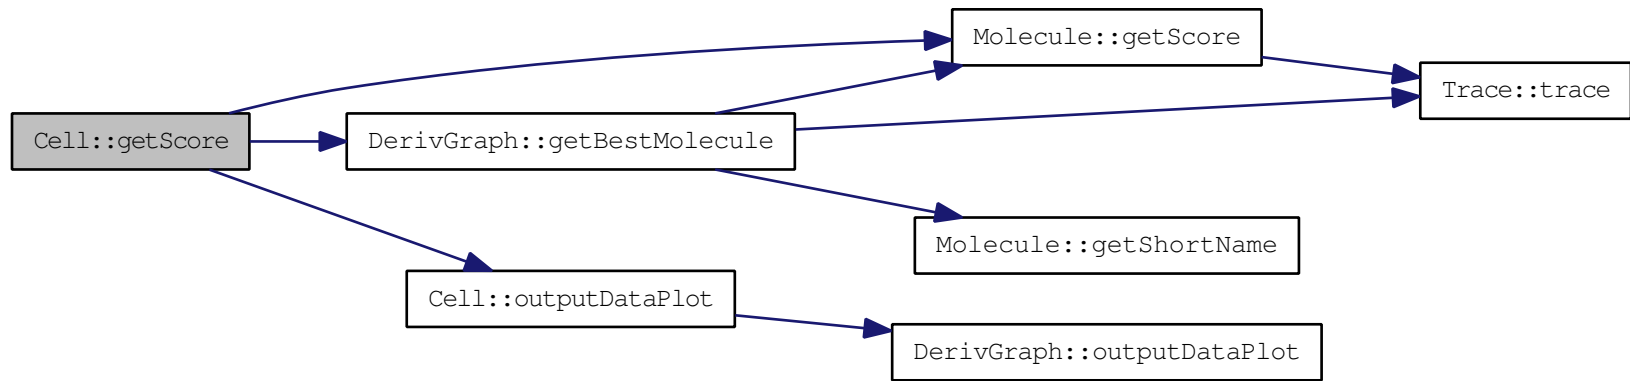 Molecule::getScore
Trace::trace
Cell::getScore
DerivGraph::getBestMolecule
Molecule::getShortName
Cell::outputDataPlot
DerivGraph::outputDataPlot